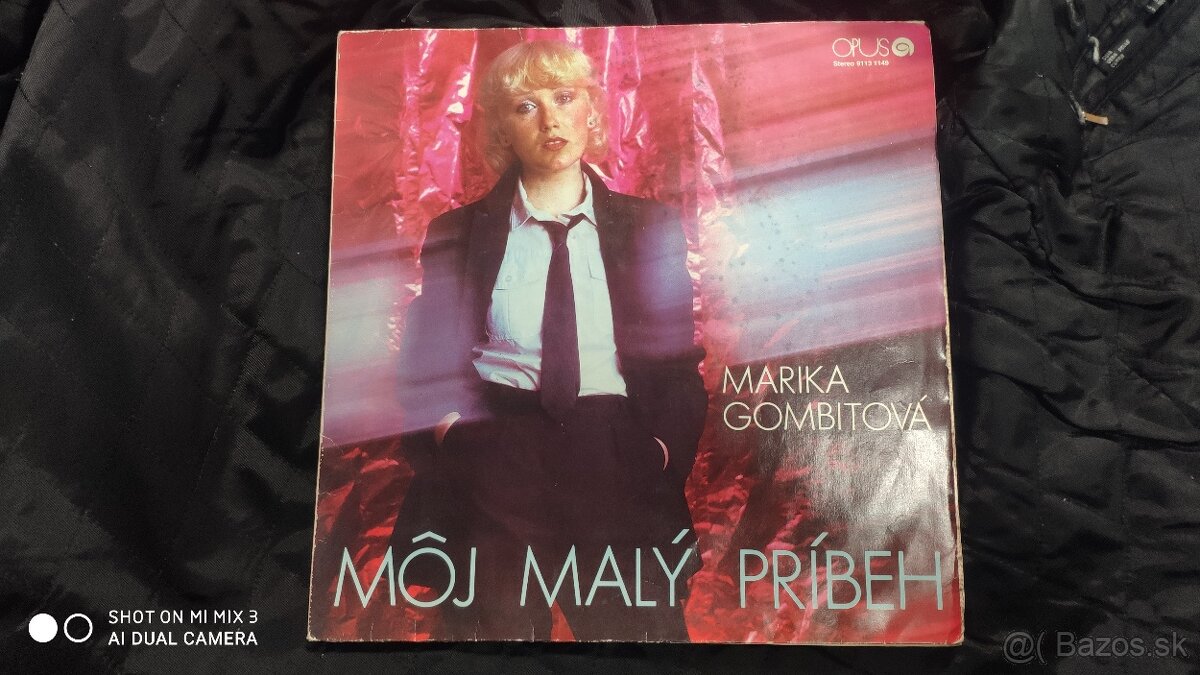 OPUS
Stereo 9113 1149
MARIKA
GOMBITOVÁ
MÔJ MALÝ PRÍBEH
SHOT ON MI MIX 3
AI DUAL CAMERA
@( Bazos.sk